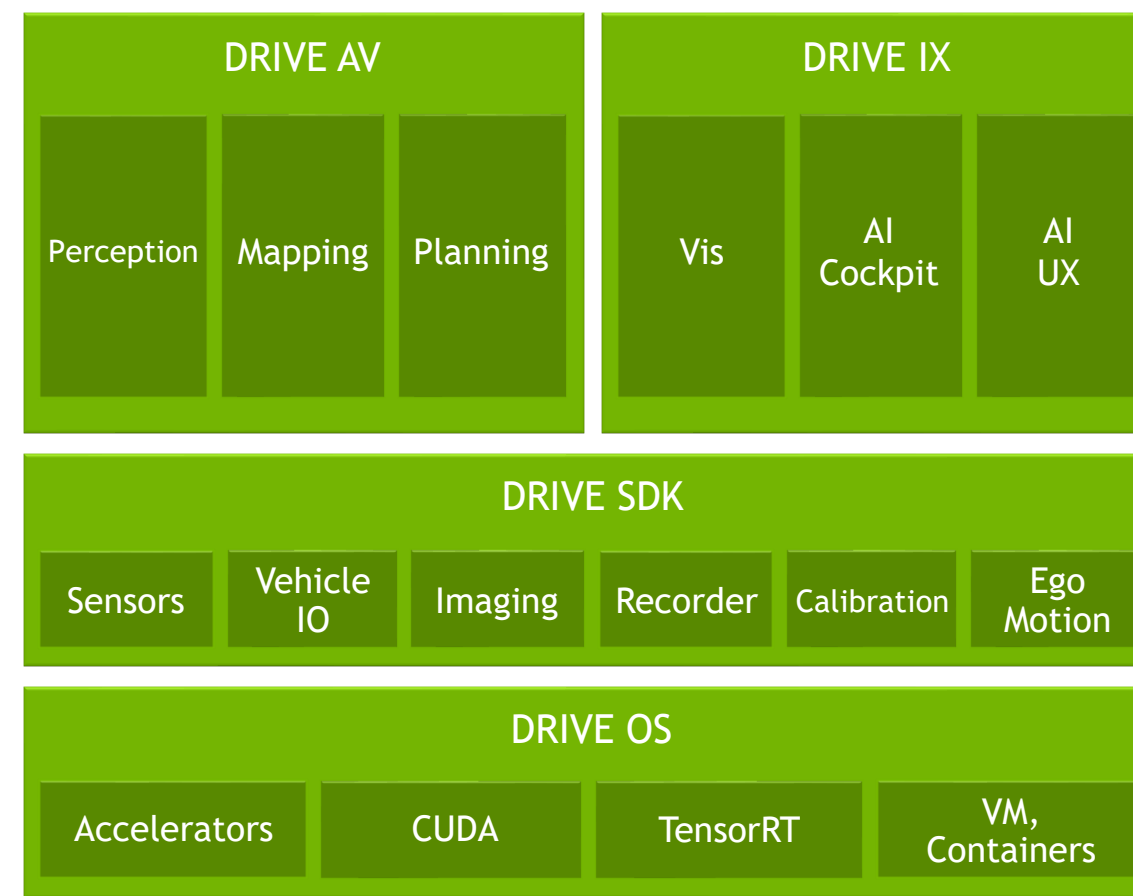 DRIVE AV
Perception
Mapping
Planning
DRIVE IX
Vis
AI
Cockpit
AI
UX
DRIVE SDK
Sensors
Vehicle
IO
Imaging
Recorder
Calibration
Ego
Motion
DRIVE OS
Accelerators
CUDA
TensorRT
VM,
Containers